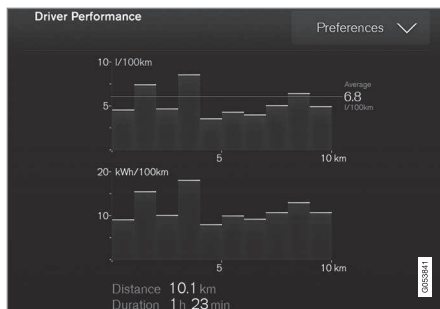 Driver Performance
Preferences
10 l/100km
Average
6.8
l/100km
5
5
10 km
20 kWh/100km
10
5
10 km
Distance 10.1 km
Duration 1 h 23 min
G053841